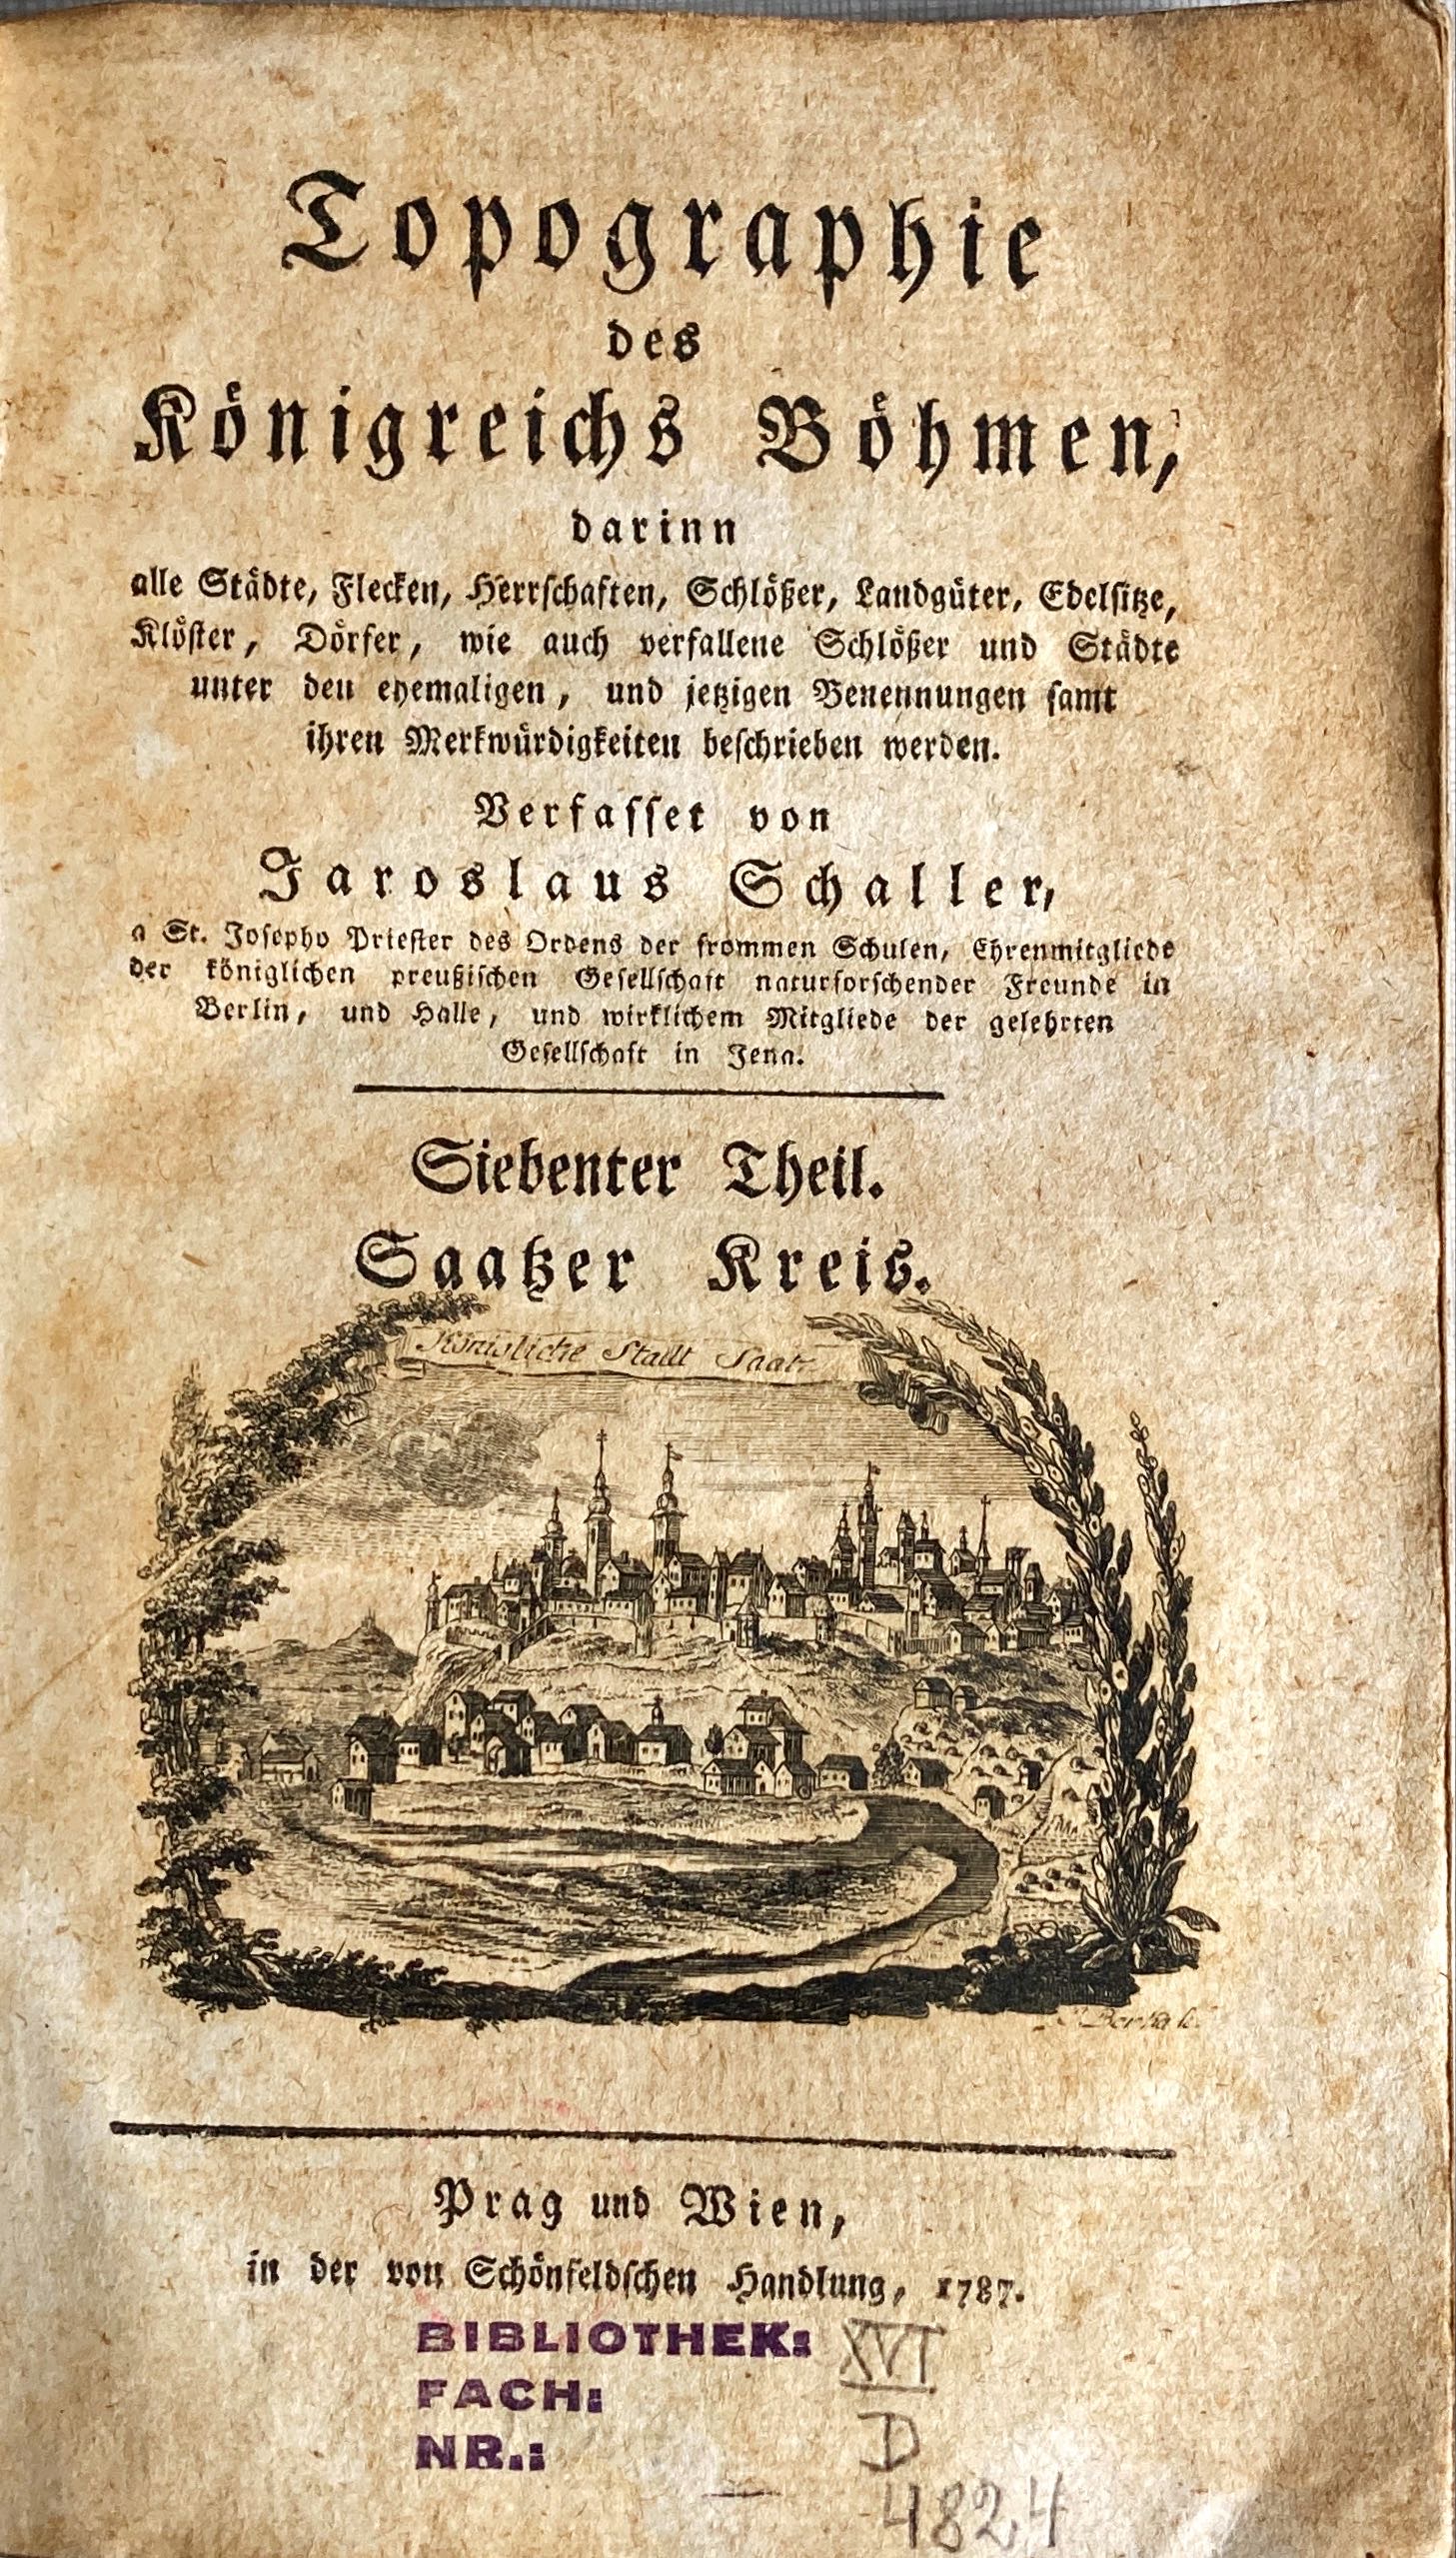 Topographie
des
Königreichs Böhmen,
darinn
alle Städte, Flecken, Herrschaften, Schlößer, Landgüter, Edelsitze,
Klöster, Dörfer, wie auch verfallene Schlößer und Städte
unter den ehemaligen, und jetzigen Benennungen samt
ihren Merkwürdigkeiten beschrieben werden.
Verfasset von
Jaroslaus Schaller,
a St. Josepho Priester des Ordens der frommen Schulen, Ehrenmitgliede
der königlichen preußischen Gesellschaft naturforschender Freunde in
Berlin, und Halle, und wirklichem Mitgliede der gelehrten
Gesellschaft in Jena.
Siebenter Theil.
Saatzer Kreis.
Königliche Stadt Saatz
Berka
Prag und Wien,
in der von Schönfeldschen Handlung, 1787.
BIBLIOTHEK: XVI
FACH: D
NR.: 4824